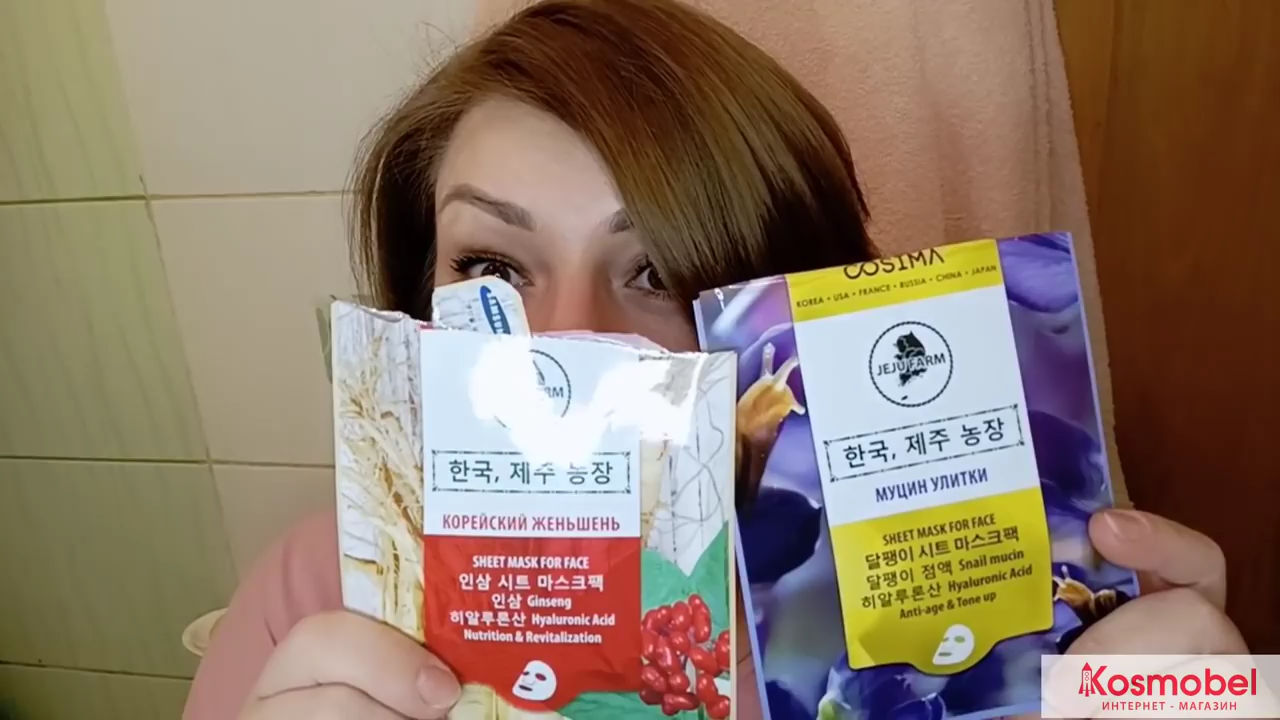 한국, 제주 농장
КОРЕЙСКИЙ ЖЕНЬШЕНЬ
SHEET MASK FOR FACE
인삼 시트 마스크팩
인삼 Ginseng
히알루론산 Hyaluronic Acid
Nutrition & Revitalization
COSIMA
KOREA • USA • FRANCE • RUSSIA • CHINA • JAPAN
JEJU FARM
한국, 제주 농장
МУЦИН УЛИТКИ
SHEET MASK FOR FACE
달팽이 시트 마스크팩
달팽이 점액 Snail mucin
히알루론산 Hyaluronic Acid
Anti-age & Tone up
Kosmobel
ИНТЕРНЕТ - МАГАЗИН